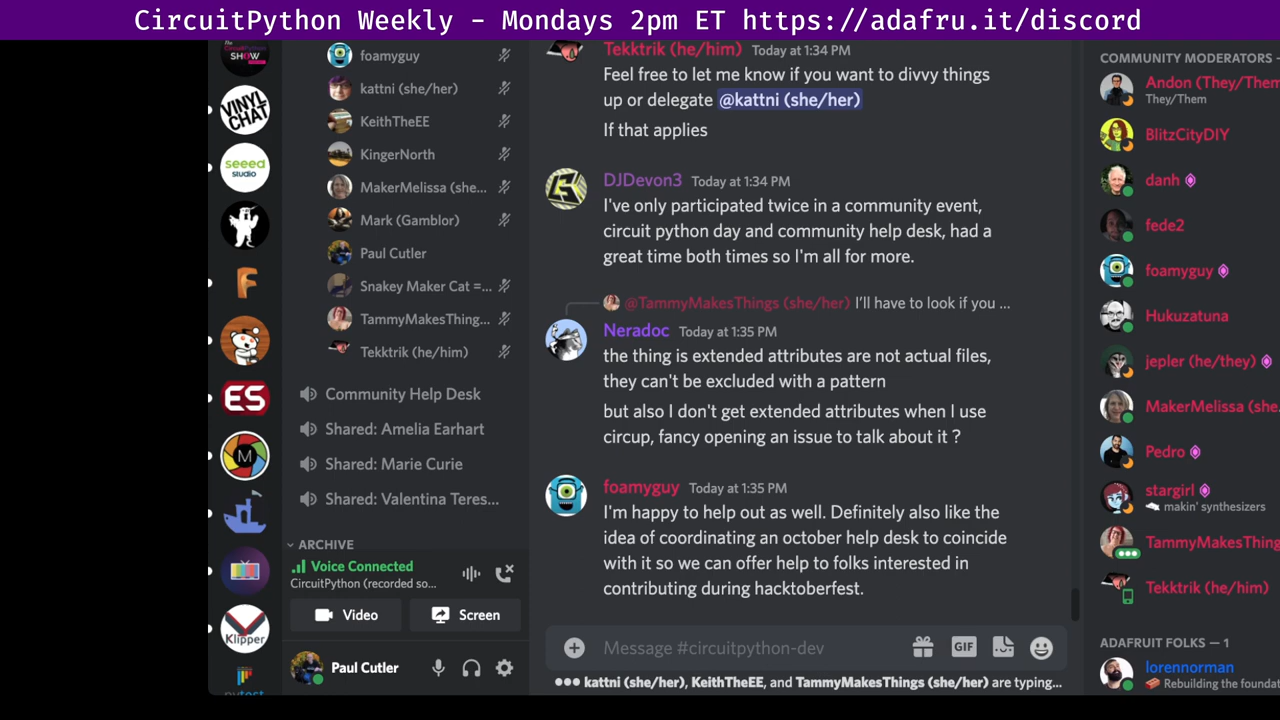 CircuitPython Weekly – Mondays 2pm ET https://adafru.it/discord
SHOW
VINYL
CHAT
seeed
studio
F
ES
M
Klipper
pytest
foamyguy
kattni (she/her)
KeithTheEE
KingerNorth
MakerMelissa (she...
Mark (Gamblor)
Paul Cutler
Snakey Maker Cat =...
TammyMakesThing...
Tekktrik (he/him)
Community Help Desk
Shared: Amelia Earhart
Shared: Marie Curie
Shared: Valentina Teres...
ARCHIVE
Voice Connected
CircuitPython (recorded so...
Video
Screen
Paul Cutler
Tekktrik (he/him) Today at 1:34 PM
Feel free to let me know if you want to divvy things
up or delegate @kattni (she/her)
If that applies
DJDevon3 Today at 1:34 PM
I've only participated twice in a community event,
circuit python day and community help desk, had a
great time both times so I'm all for more.
@TammyMakesThings (she/her) I'll have to look if you ...
Neradoc Today at 1:35 PM
the thing is extended attributes are not actual files,
they can't be excluded with a pattern
but also I don't get extended attributes when I use
circup, fancy opening an issue to talk about it ?
foamyguy Today at 1:35 PM
I'm happy to help out as well. Definitely also like the
idea of coordinating an october help desk to coincide
with it so we can offer help to folks interested in
contributing during hacktoberfest.
Message #circuitpython-dev
GIF
kattni (she/her), KeithTheEE, and TammyMakesThings (she/her) are typing...
COMMUNITY MODERATORS –
Andon (They/Them
They/Them
BlitzCityDIY
danh
fede2
foamyguy
Hukuzatuna
jepler (he/they)
MakerMelissa (she.
Pedro
stargirl
makin' synthesizers
TammyMakesThing
Tekktrik (he/him)
ADAFRUIT FOLKS — 1
lorennorman
Rebuilding the foundat